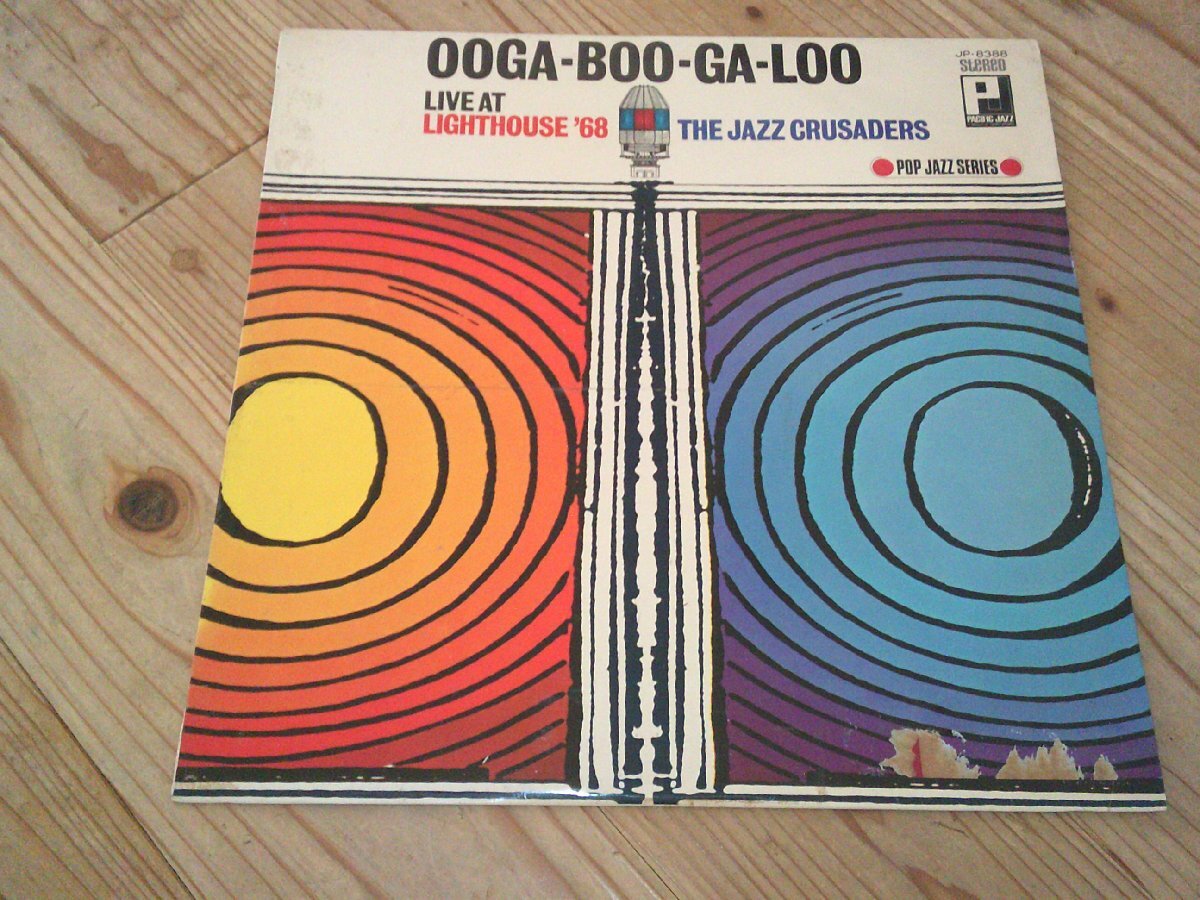 OOGA-BOO-GA-LOO
JP-8388
STEREO
LIVE AT
LIGHTHOUSE '68
THE JAZZ CRUSADERS
PJ
PACIFIC JAZZ
POP JAZZ SERIES